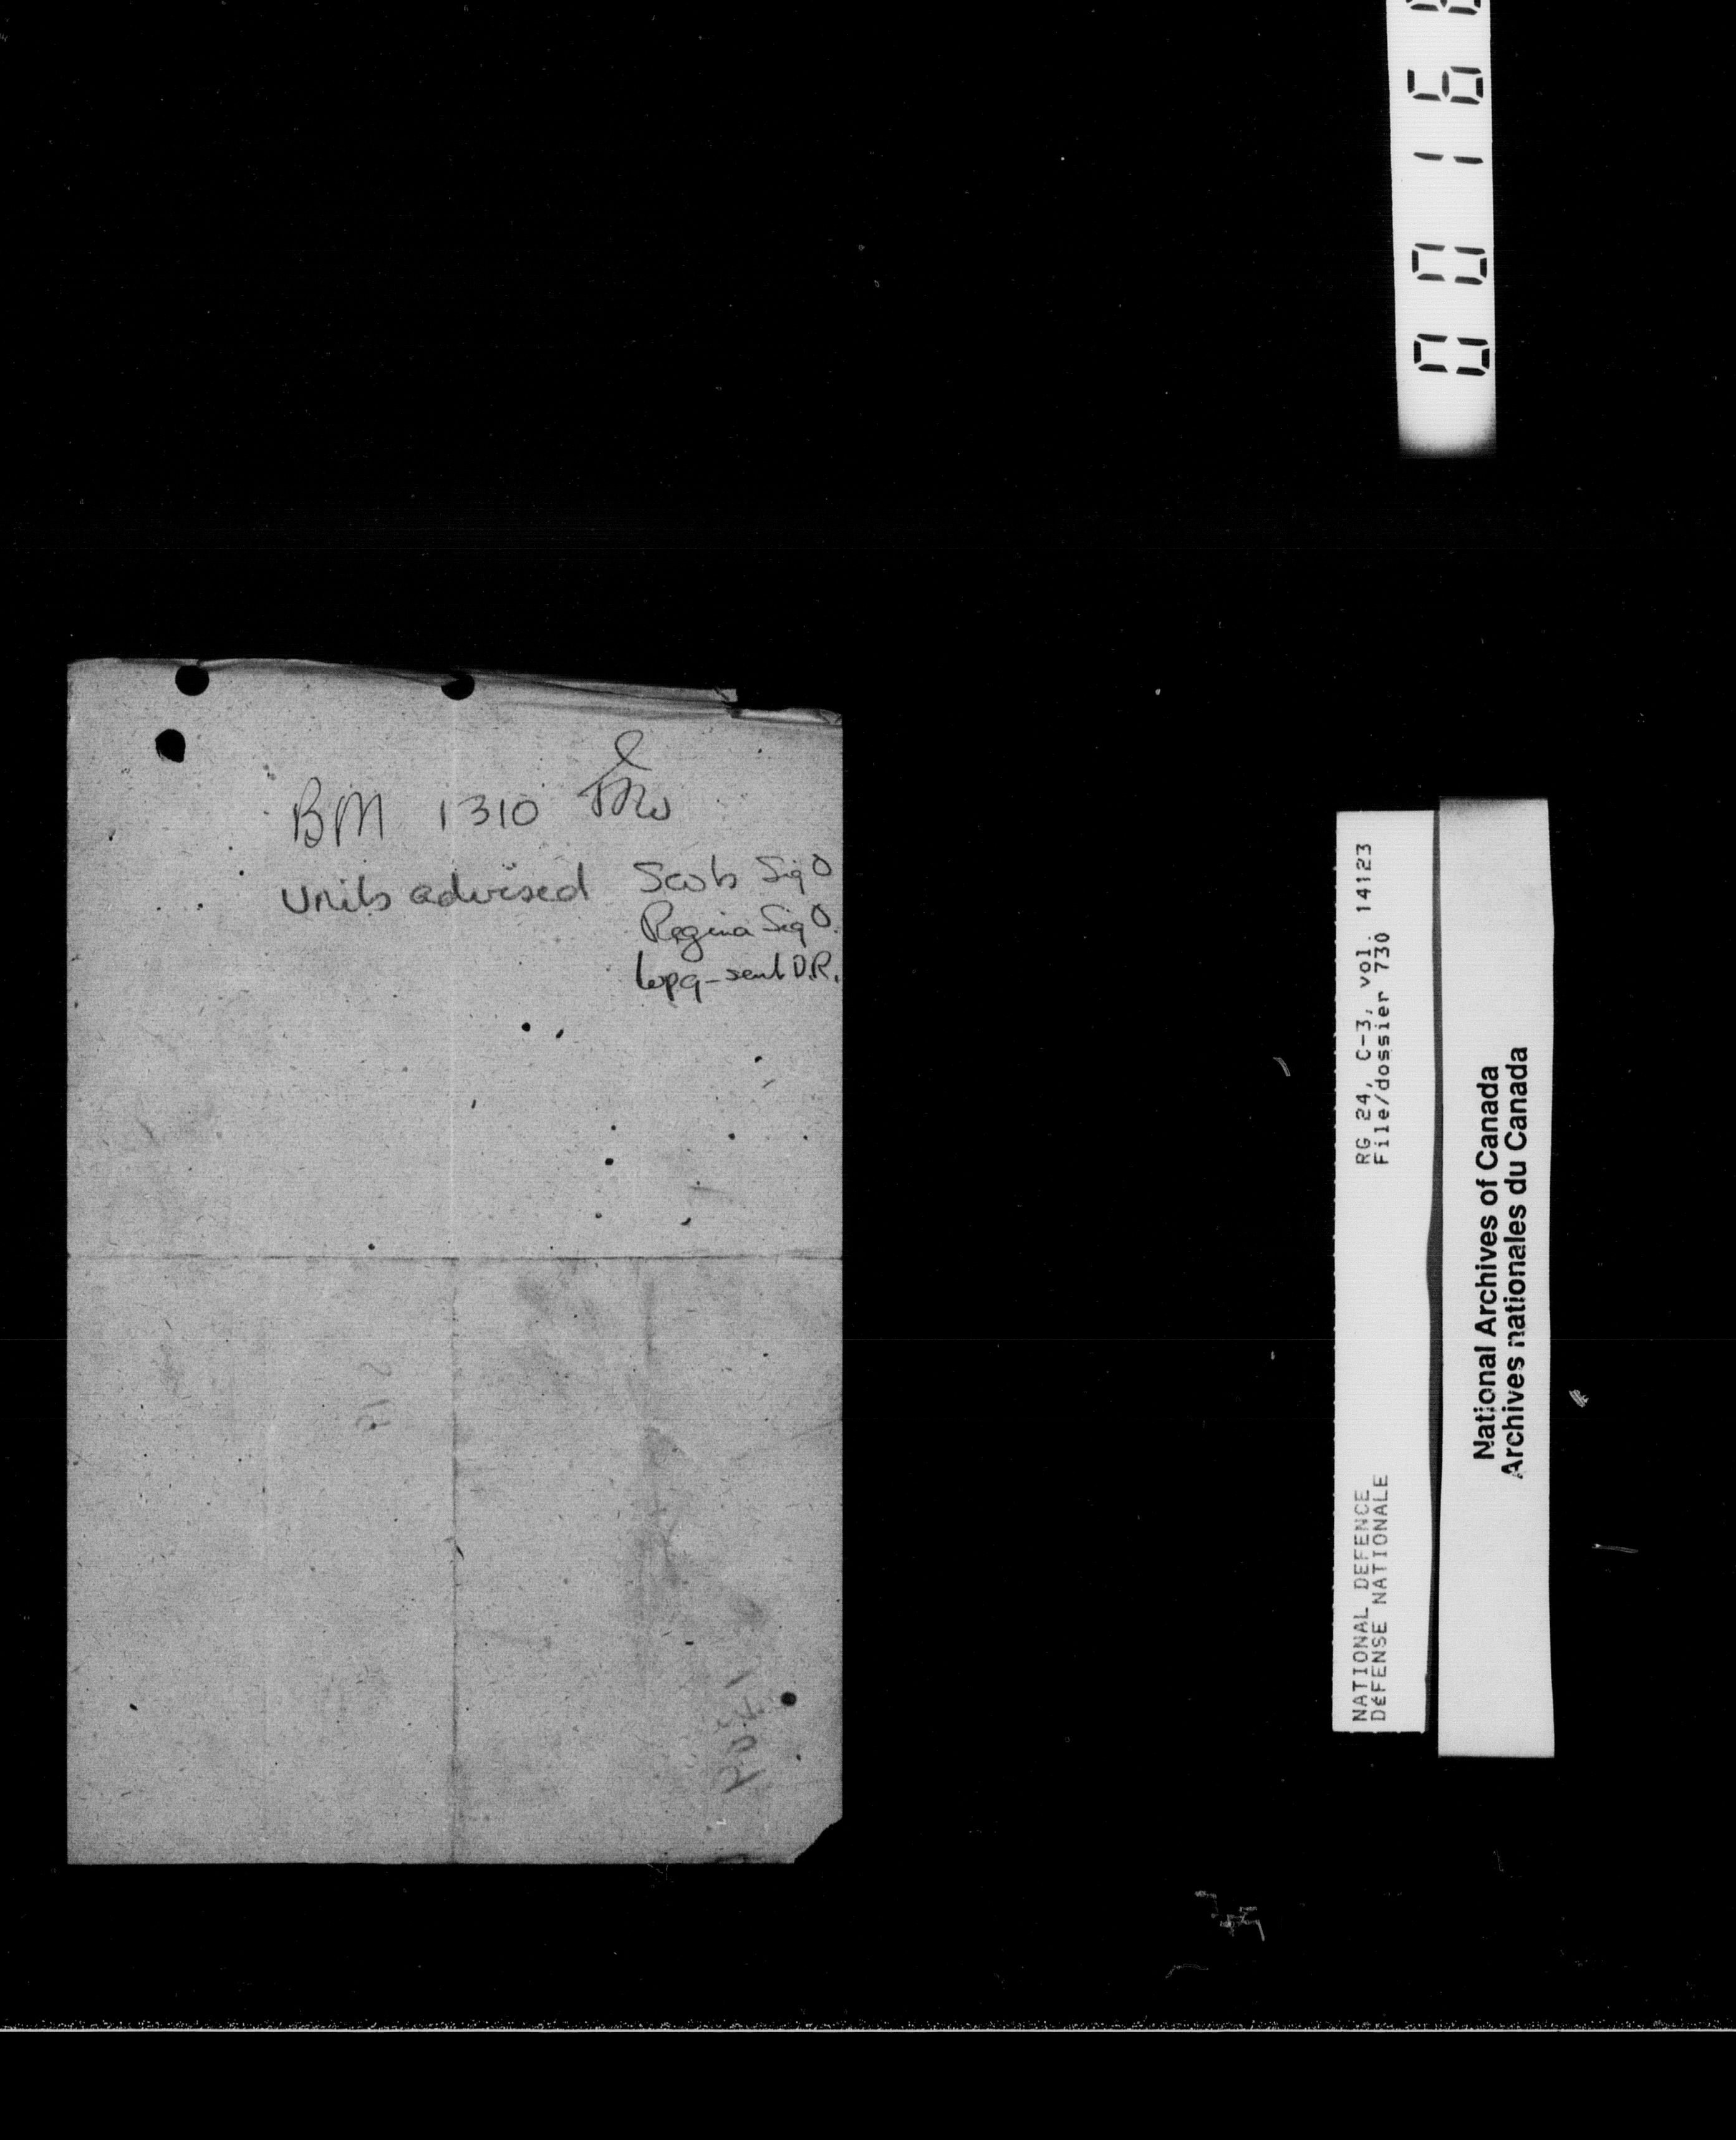 BM 1310
Units advised Scots Sig O
Regina Sig O.
Wpg - sent D.R.
0016
RG 24, C-3, vol. 14123
File/dossier 730
NATIONAL DEFENCE
DéFENSE NATIONALE
National Archives of Canada
Archives nationales du Canada